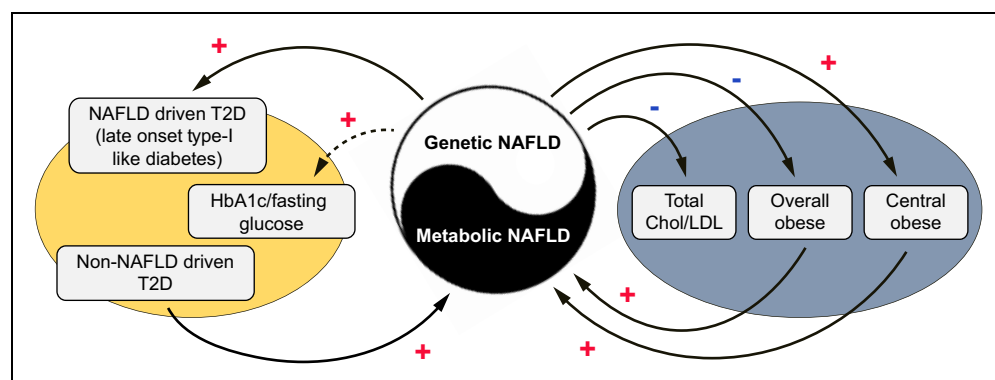 +
+
-
+
-
NAFLD driven T2D
(late onset type-I
like diabetes)
+
Genetic NAFLD
HbA1c/fasting
glucose
Total
Chol/LDL
Overall
obese
Central
obese
Metabolic NAFLD
Non-NAFLD driven
T2D
+
+
+